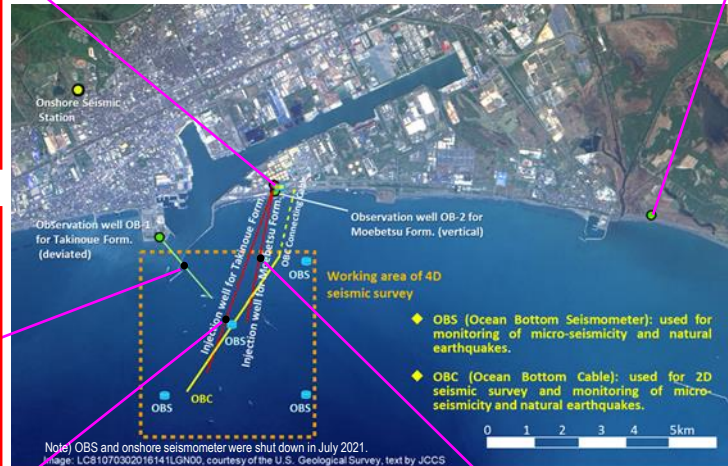 Onshore Seismic
Station
Observation well OB-1
for Takinoue Form.
(deviated)
Injection well for Takinoue Form.
Injection well for Moebetsu Form.
OBC Connecting
Observation well OB-2 for
Moebetsu Form. (vertical)
OBS
Working area of 4D
seismic survey
OBS
OBS
OBC
OBS
◆ OBS (Ocean Bottom Seismometer): used for
monitoring of micro-seismicity and natural
earthquakes.
◆ OBC (Ocean Bottom Cable): used for 2D
seismic survey and monitoring of micro-
seismicity and natural earthquakes.
0 1 2 3 4 5km
Note) OBS and onshore seismometer were shut down in July 2021.
Image: LC81070302016141LGN00, courtesy of the U.S. Geological Survey, text by JCCS